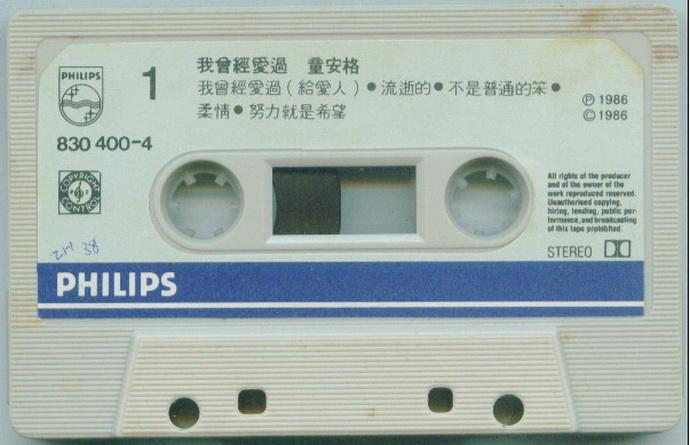 PHILIPS
1
我曾經愛過 童安格
我曾經愛過(給愛人)●流逝的●不是普通的笨●
柔情●努力就是希望
℗ 1986
© 1986
830 400-4
COPYRIGHT CONTROL
All rights of the producer
and of the owner of the
work reproduced reserved.
Unauthorised copying,
hiring, lending, public per-
formance, and broadcasting
of this tape prohibited.
STEREO
PHILIPS